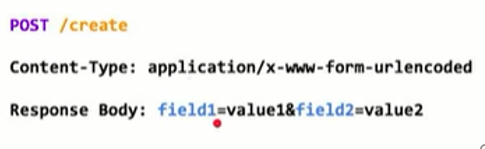 POST /create
Content-Type: application/x-www-form-urlencoded
Response Body: field1=value1&field2=value2